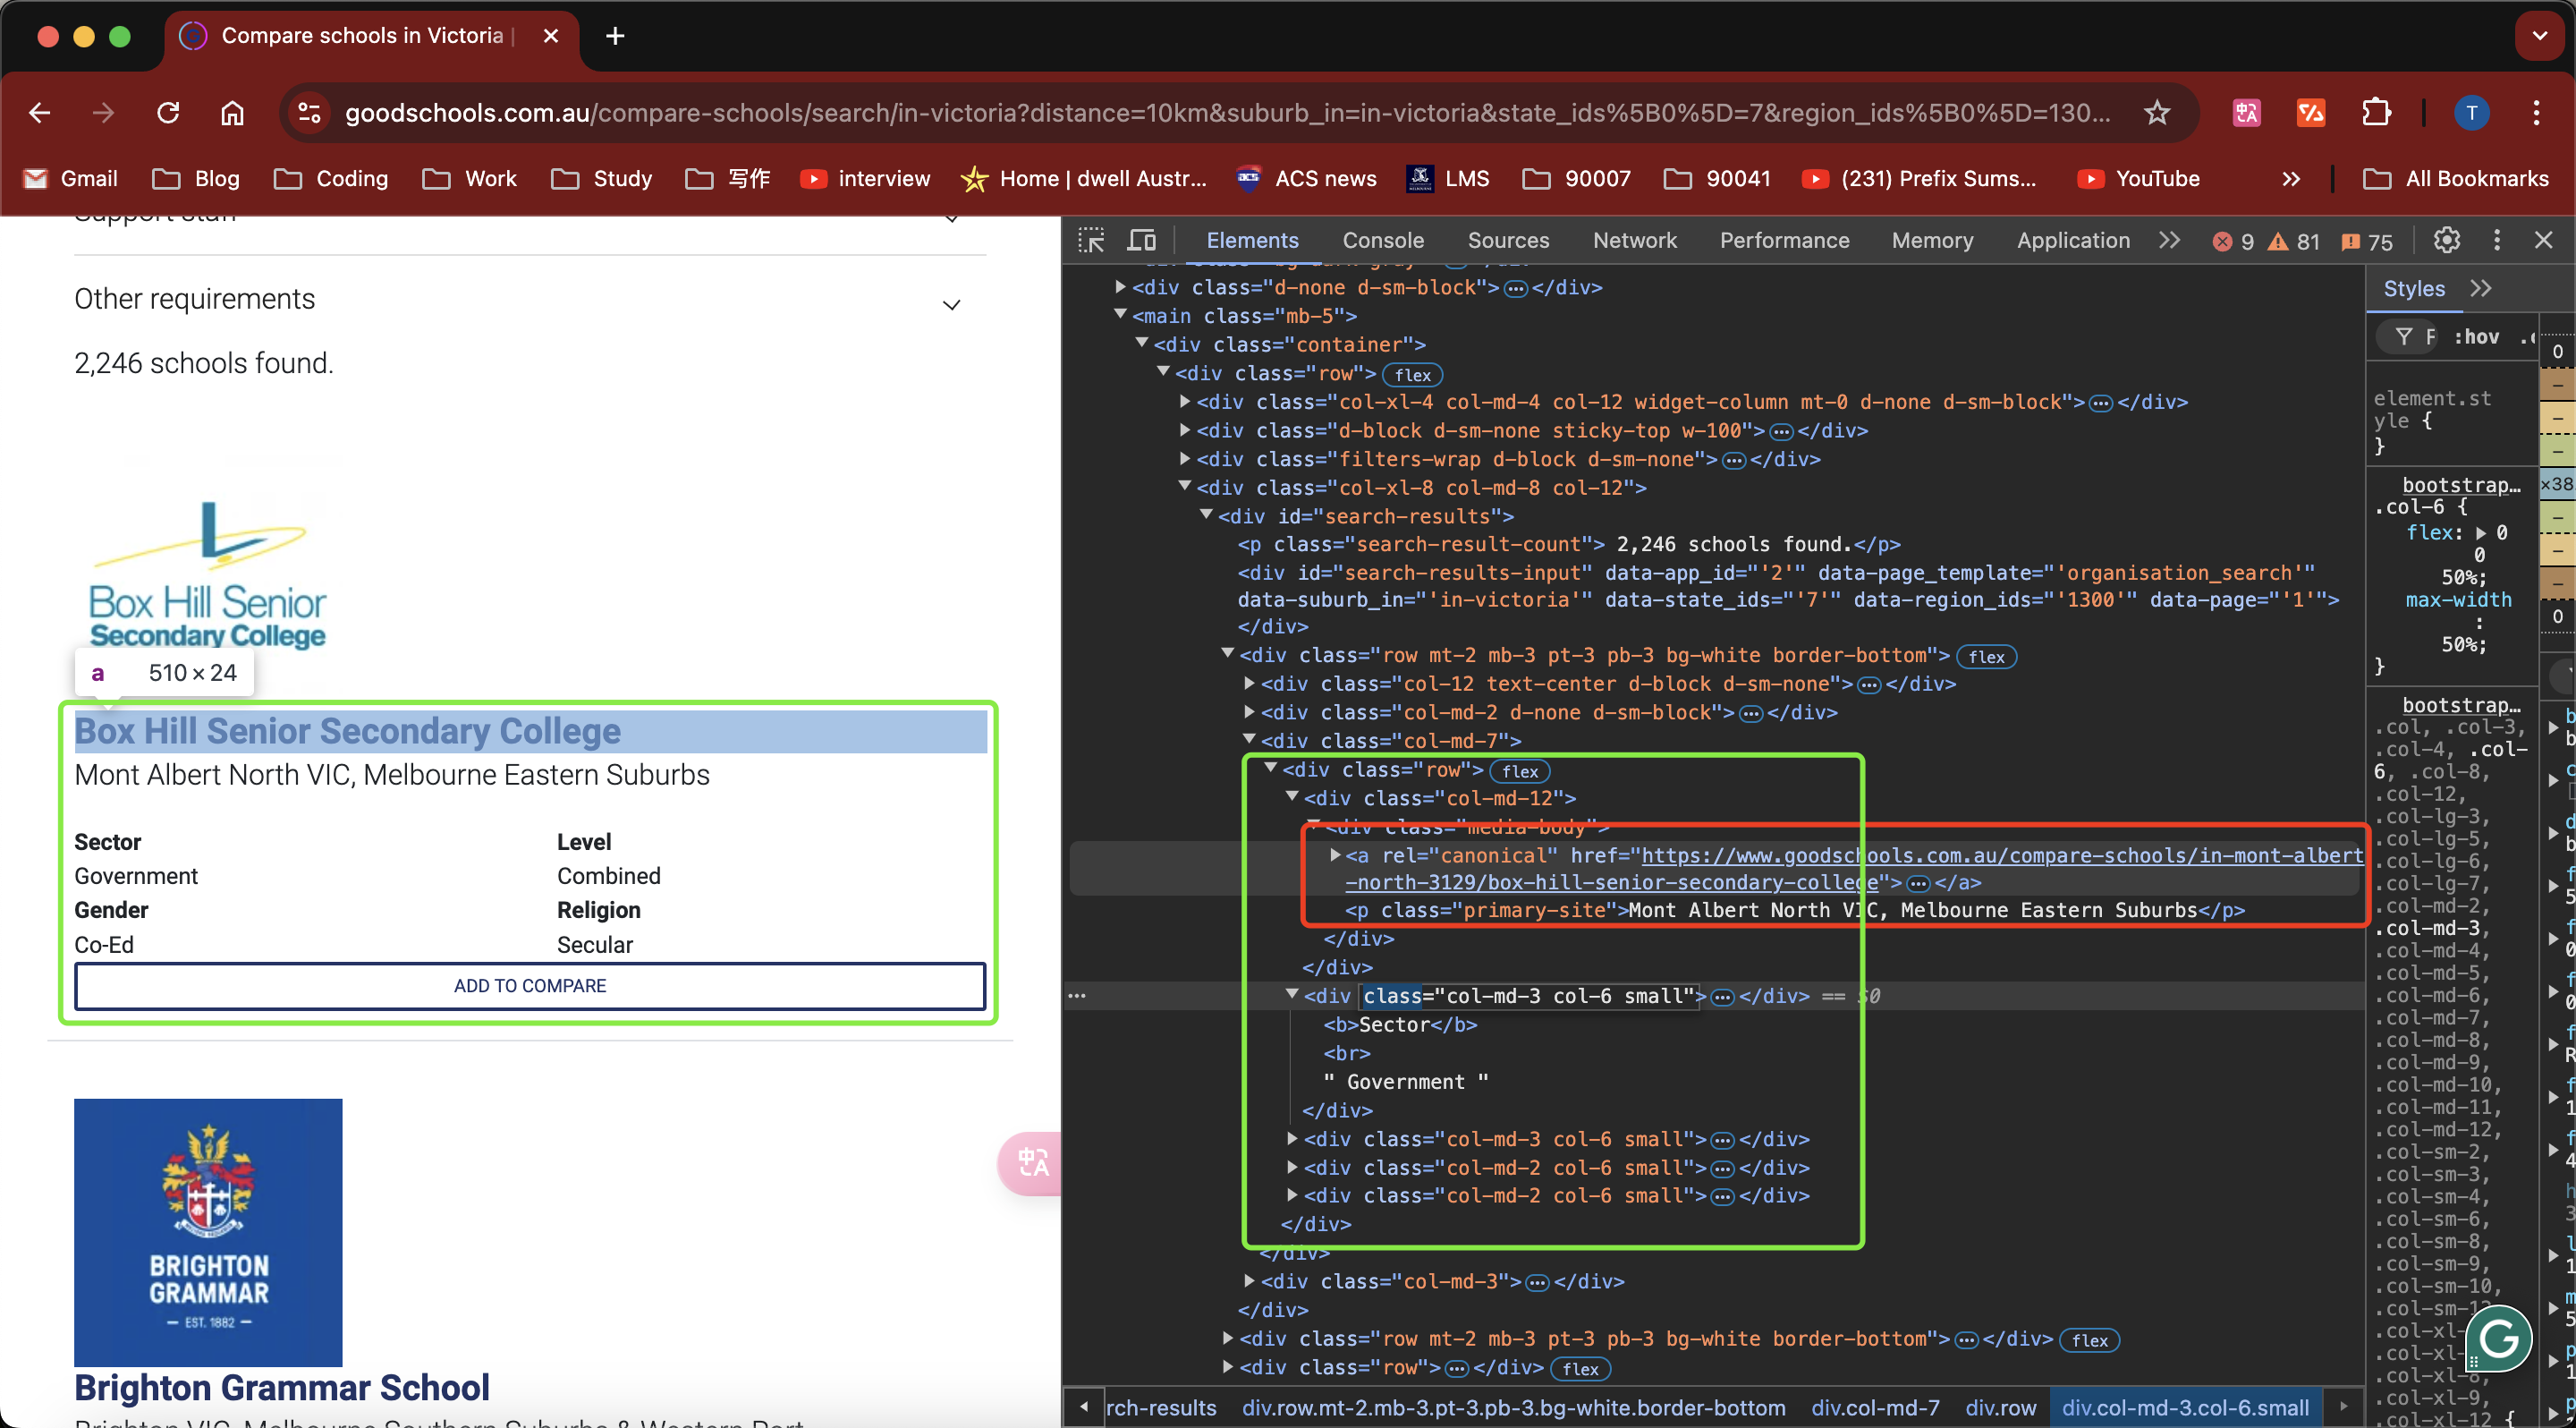 Compare schools in Victoria |
goodschools.com.au/compare-schools/search/in-victoria?distance=10km&suburb_in=in-victoria&state_ids%5B0%5D=7&region_ids%5B0%5D=130...
T
Gmail Blog Coding Work Study 写作 interview Home | dwell Austr... ACS news LMS 90007 90041 (231) Prefix Sums... YouTube All Bookmarks
Support staff
Other requirements
2,246 schools found.
Box Hill Senior
Secondary College
a 510 × 24
Box Hill Senior Secondary College
Mont Albert North VIC, Melbourne Eastern Suburbs
Sector Level
Government Combined
Gender Religion
Co-Ed Secular
ADD TO COMPARE
BRIGHTON
GRAMMAR
— EST. 1882 —
Brighton Grammar School
Brighton VIC, Melbourne Southern Suburbs & Western Port
Elements Console Sources Network Performance Memory Application 9 81 75
<div class="d-none d-sm-block">…</div>
<main class="mb-5">
<div class="container">
<div class="row"> flex
<div class="col-xl-4 col-md-4 col-12 widget-column mt-0 d-none d-sm-block">…</div>
<div class="d-block d-sm-none sticky-top w-100">…</div>
<div class="filters-wrap d-block d-sm-none">…</div>
<div class="col-xl-8 col-md-8 col-12">
<div id="search-results">
<p class="search-result-count"> 2,246 schools found.</p>
<div id="search-results-input" data-app_id="'2'" data-page_template="'organisation_search'"
data-suburb_in="'in-victoria'" data-state_ids="'7'" data-region_ids="'1300'" data-page="'1'">
</div>
<div class="row mt-2 mb-3 pt-3 pb-3 bg-white border-bottom"> flex
<div class="col-12 text-center d-block d-sm-none">…</div>
<div class="col-md-2 d-none d-sm-block">…</div>
<div class="col-md-7">
<div class="row"> flex
<div class="col-md-12">
<div class="media-body">
<a rel="canonical" href="https://www.goodschools.com.au/compare-schools/in-mont-albert
-north-3129/box-hill-senior-secondary-college">…</a>
<p class="primary-site">Mont Albert North VIC, Melbourne Eastern Suburbs</p>
</div>
</div>
<div class="col-md-3 col-6 small">…</div> == $0
<b>Sector</b>
<br>
" Government "
</div>
<div class="col-md-3 col-6 small">…</div>
<div class="col-md-2 col-6 small">…</div>
<div class="col-md-2 col-6 small">…</div>
</div>
</div>
<div class="col-md-3">…</div>
</div>
<div class="row mt-2 mb-3 pt-3 pb-3 bg-white border-bottom">…</div> flex
<div class="row">…</div> flex
rch-results div.row.mt-2.mb-3.pt-3.pb-3.bg-white.border-bottom div.col-md-7 div.row div.col-md-3.col-6.small
Styles
:hov
element.st
yle {
}
bootstrap…
.col-6 {
flex: 0
0
50%;
max-width
:
50%;
}
bootstrap…
.col, .col-3,
.col-4, .col-
6, .col-8,
.col-12,
.col-lg-3,
.col-lg-5,
.col-lg-6,
.col-lg-7,
.col-md-2,
.col-md-3,
.col-md-4,
.col-md-5,
.col-md-6,
.col-md-7,
.col-md-8,
.col-md-9,
.col-md-10,
.col-md-11,
.col-md-12,
.col-sm-2,
.col-sm-3,
.col-sm-4,
.col-sm-6,
.col-sm-8,
.col-sm-9,
.col-sm-10,
.col-sm-12,
.col-xl-8,
.col-xl-9,
.col-xl-12 {